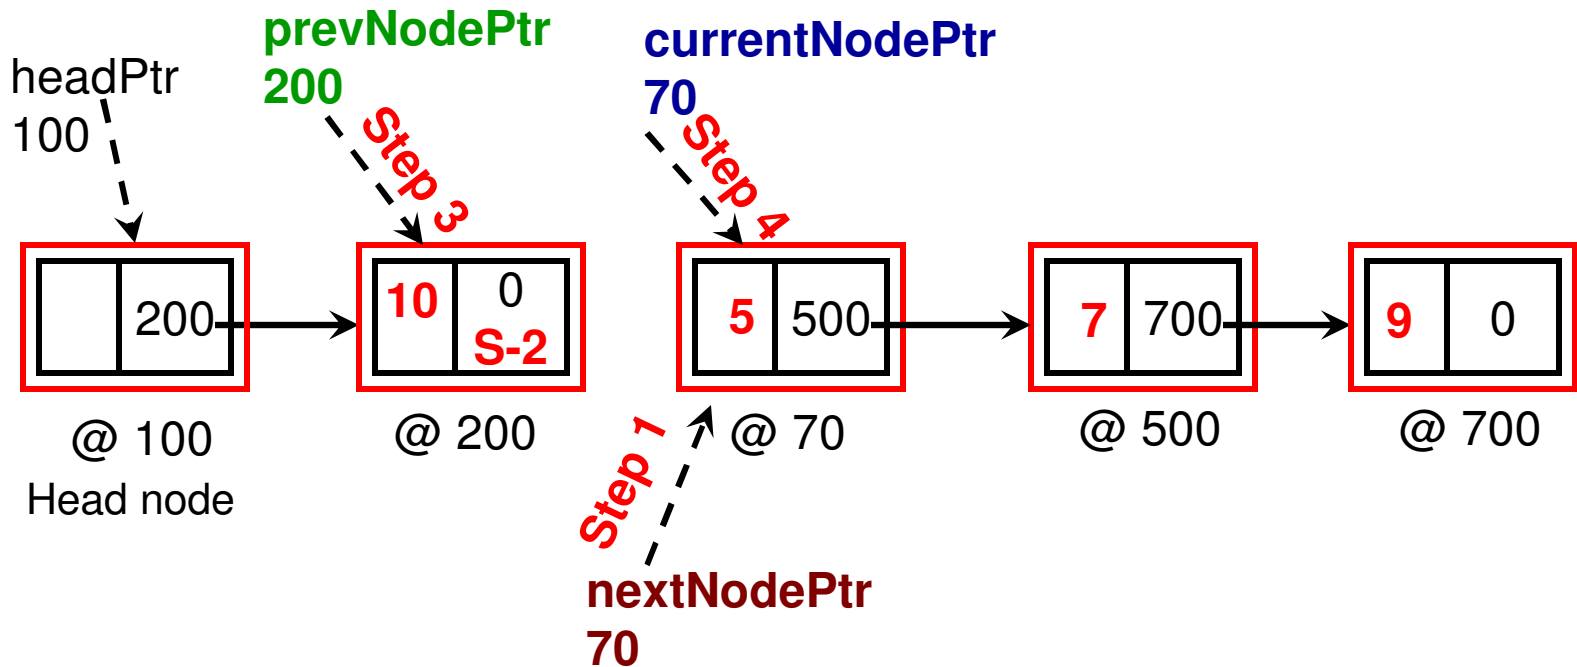 prevNodePtr
200
currentNodePtr
70
headPtr
100
Step 3
Step 4
200
10
0
S-2
5
500
7
700
9
0
@ 100
@ 200
@ 70
@ 500
@ 700
Head node
Step 1
nextNodePtr
70